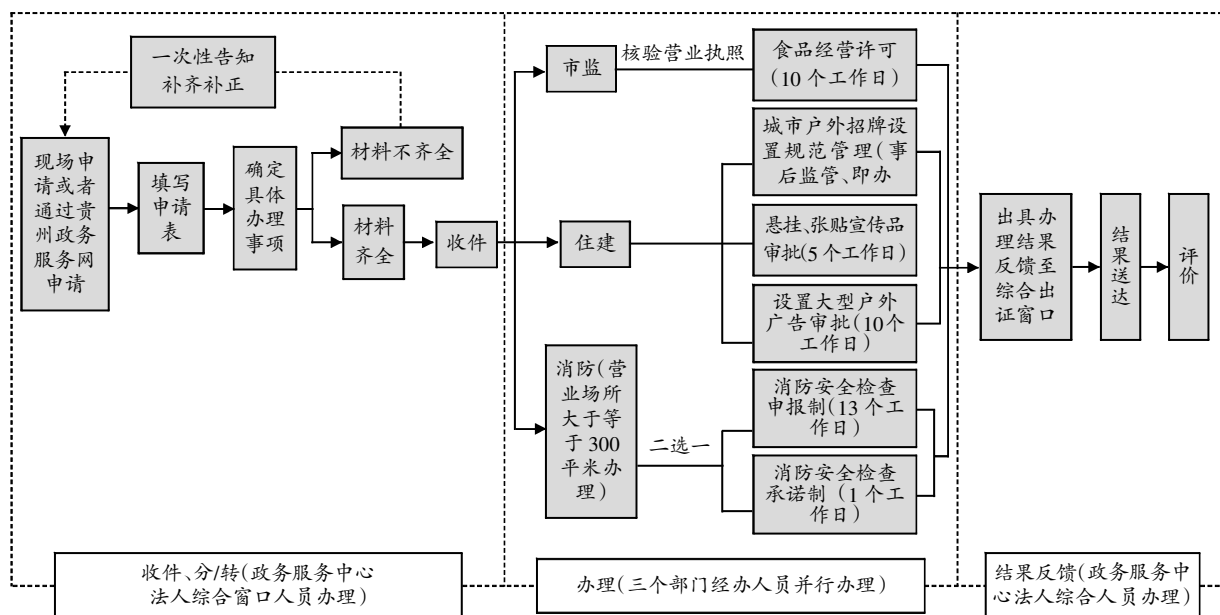 一次性告知
补齐补正
现场申
请或者
通过贵
州政务
服务网
申请
填写
申请
表
确定
具体
办理
事项
材料不齐全
材料
齐全
收件
市监
核验营业执照
食品经营许可
(10 个工作日)
住建
城市户外招牌设
置规范管理(事
后监管、即办
悬挂、张贴宣传品
审批(5 个工作日)
设置大型户外
广告审批(10个
工作日)
消防(营
业场所
大于等
于 300
平米办
理)
二选一
消防安全检查
申报制(13 个工
作日)
消防安全检查
承诺制 (1 个工
作日)
出具办
理结果
反馈至
综合出
证窗口
结果送达
评价
收件、分/转(政务服务中心
法人综合窗口人员办理)
办理(三个部门经办人员并行办理)
结果反馈(政务服务中
心法人综合人员办理)